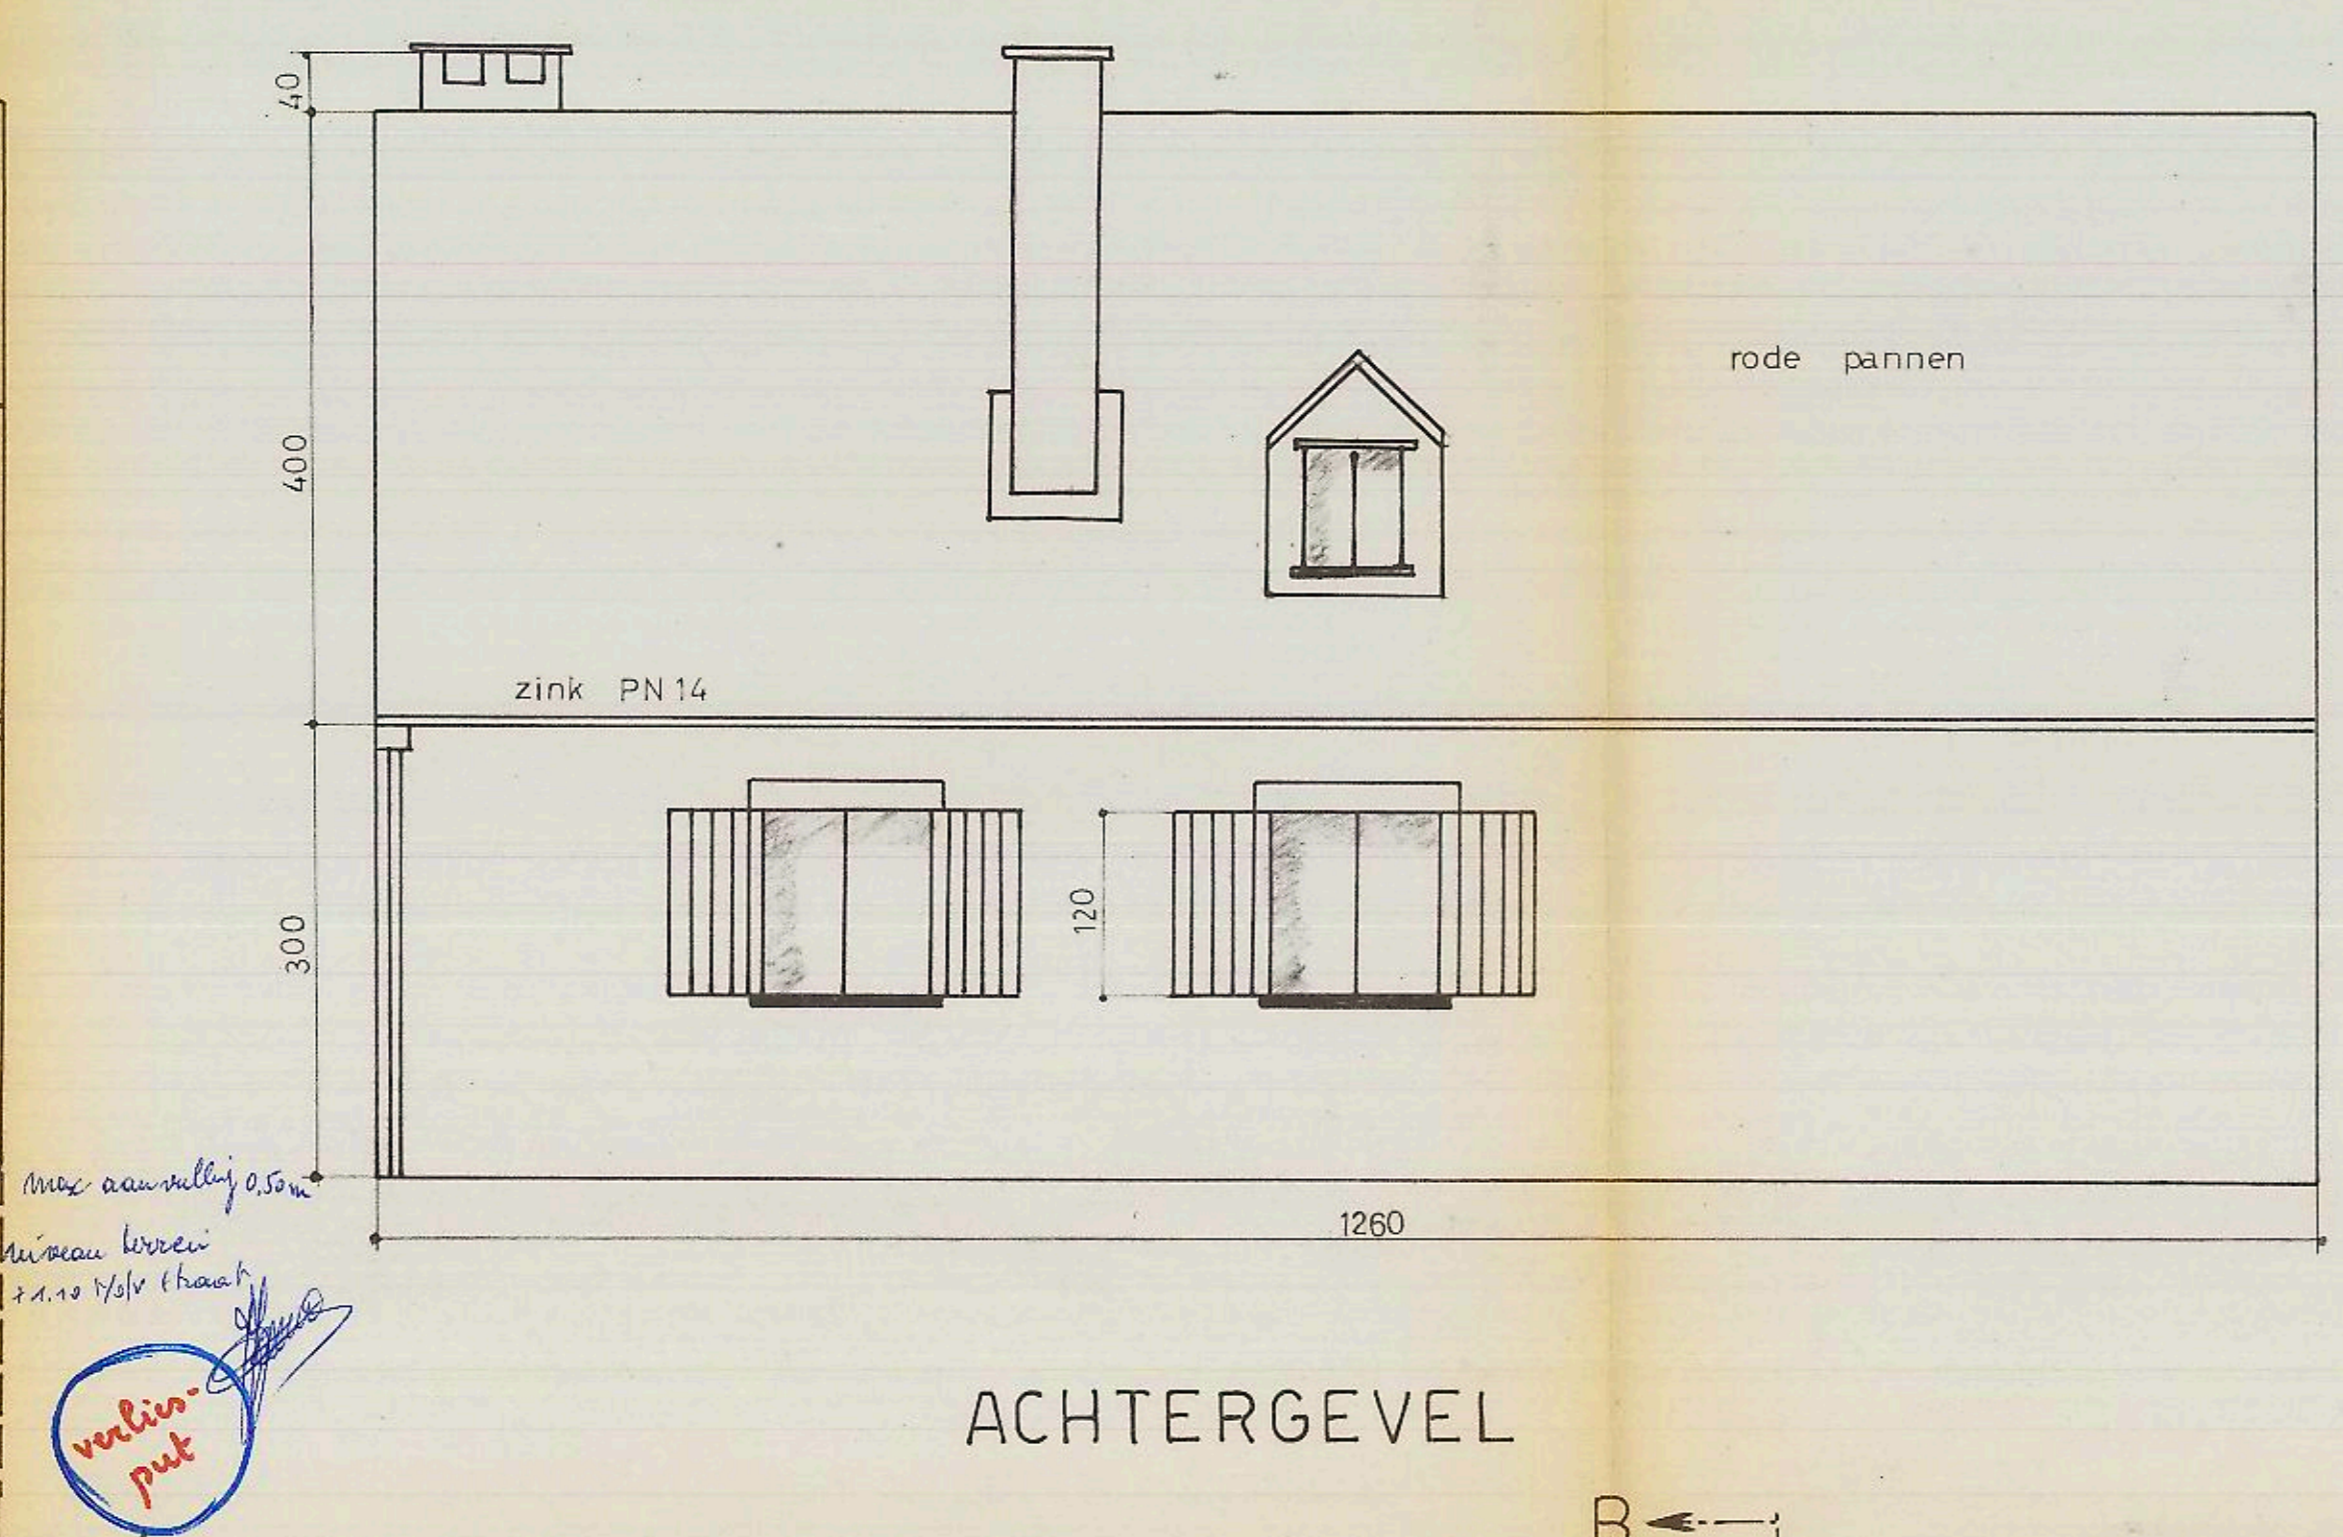 40
400
rode pannen
zink PN 14
300
120
max aanvulling 0,50m
niveau terrein
+1.10 t/o/v straat
1260
verlies-
put
ACHTERGEVEL
B